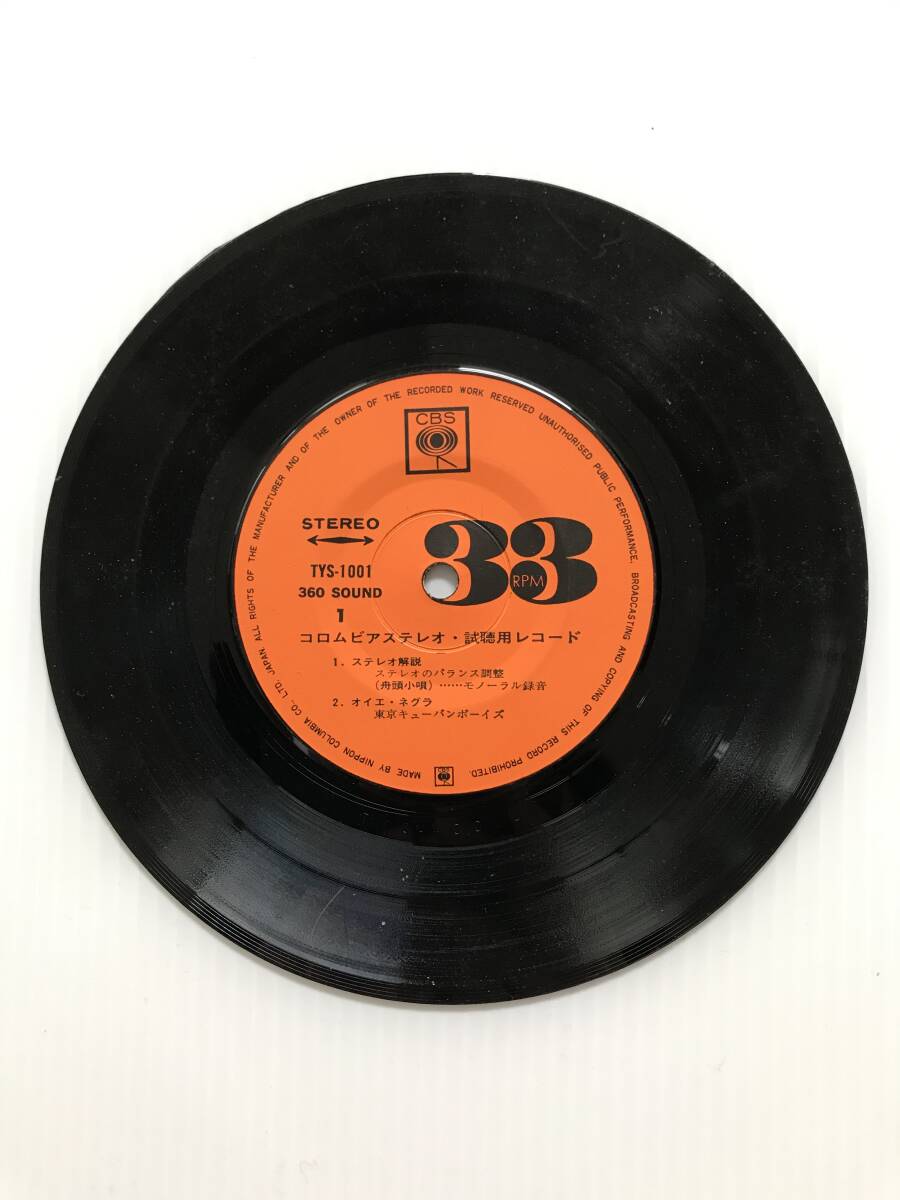 CBS
STEREO
33
RPM
TYS-1001
360 SOUND
1
コロムビアステレオ・試聴用レコード
1. ステレオ解説
ステレオのバランス調整
(舟頭小唄)……モノーラル録音
2. オイエ・ネグラ
東京キューバンボーイズ
CBS
MADE BY NIPPON COLUMBIA CO., LTD. JAPAN. ALL RIGHTS OF THE MANUFACTURER AND OF THE OWNER OF THE RECORDED WORK RESERVED UNAUTHORISED PUBLIC PERFORMANCE, BROADCASTING AND COPYING OF THIS RECORD PROHIBITED.